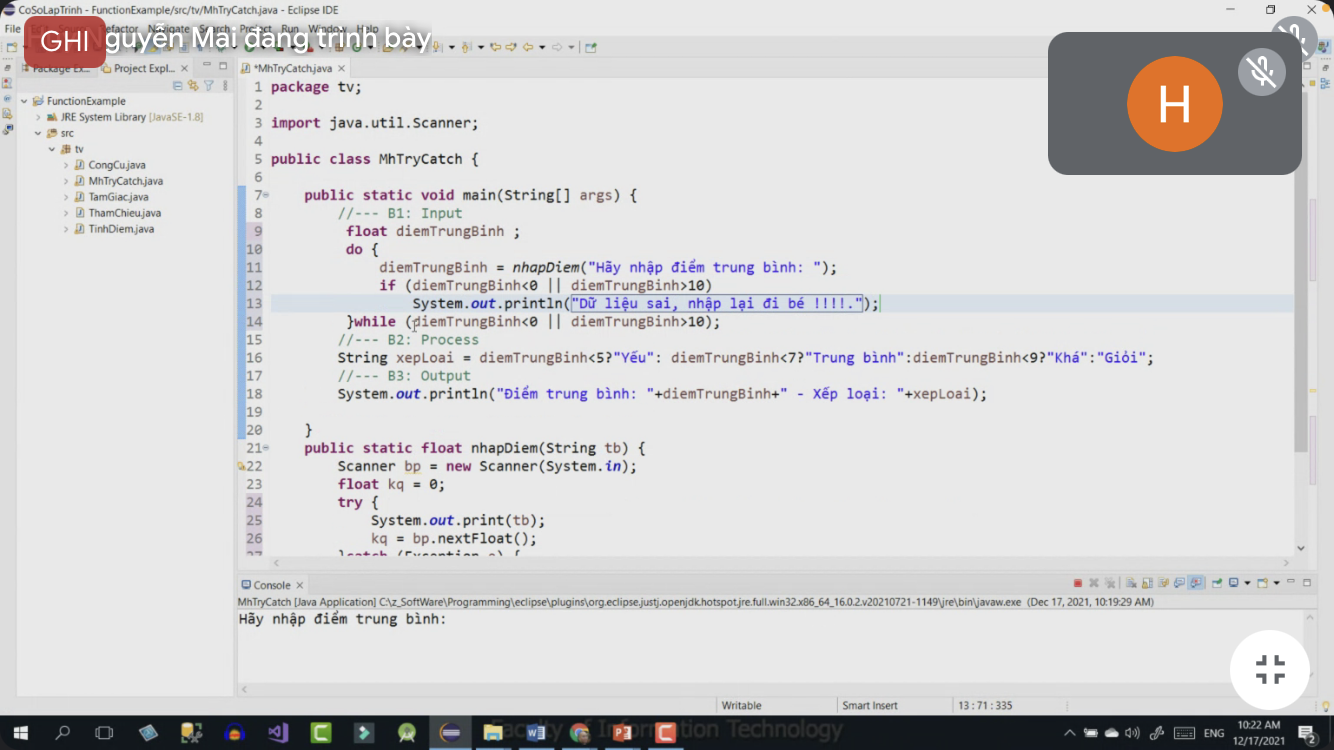 CoSoLapTrinh - FunctionExample/src/tv/MhTryCatch.java - Eclipse IDE
File Refactor Navigate Search Project Run Window Help
GHI guyễn Mai đang trình bày
H
Package Ex... Project Expl...
*MhTryCatch.java
FunctionExample
JRE System Library [JavaSE-1.8]
src
tv
CongCu.java
MhTryCatch.java
TamGiac.java
ThamChieu.java
TinhDiem.java
1 package tv;
2
3 import java.util.Scanner;
4
5 public class MhTryCatch {
6
7 public static void main(String[] args) {
8 //--- B1: Input
9 float diemTrungBinh ;
10 do {
11 diemTrungBinh = nhapDiem("Hãy nhập điểm trung bình: ");
12 if (diemTrungBinh<0 || diemTrungBinh>10)
13 System.out.println("Dữ liệu sai, nhập lại đi bé !!!!.");
14 }while (diemTrungBinh<0 || diemTrungBinh>10);
15 //--- B2: Process
16 String xepLoai = diemTrungBinh<5?"Yếu": diemTrungBinh<7?"Trung bình":diemTrungBinh<9?"Khá":"Giỏi";
17 //--- B3: Output
18 System.out.println("Điểm trung bình: "+diemTrungBinh+" - Xếp loại: "+xepLoai);
19
20 }
21 public static float nhapDiem(String tb) {
22 Scanner bp = new Scanner(System.in);
23 float kq = 0;
24 try {
25 System.out.print(tb);
26 kq = bp.nextFloat();
27 }catch (Exception e) {
Console
MhTryCatch [Java Application] C:\z_SoftWare\Programming\eclipse\plugins\org.eclipse.justj.openjdk.hotspot.jre.full.win32.x86_64_16.0.2.v20210721-1149\jre\bin\javaw.exe (Dec 17, 2021, 10:19:29 AM)
Hãy nhập điểm trung bình:
Writable Smart Insert 13 : 71 : 335
Faculty of Information Technology
ENG 10:22 AM
12/17/2021 2